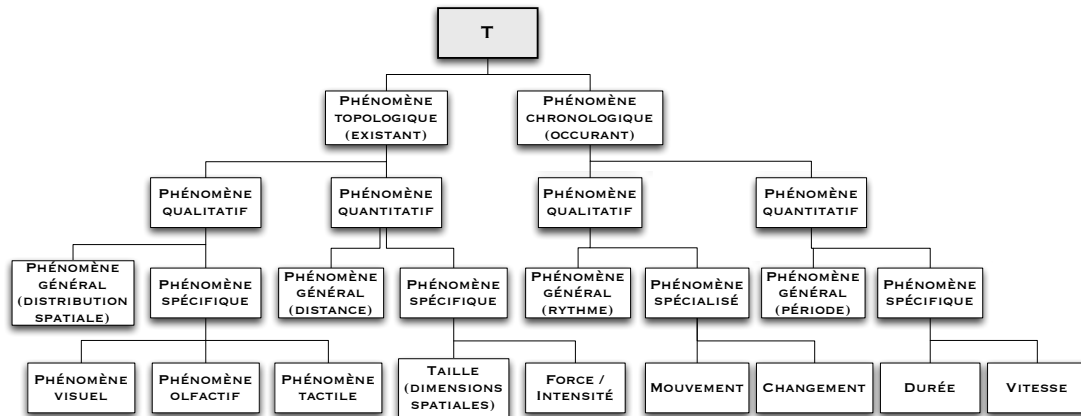 T
PHÉNOMÈNE
TOPOLOGIQUE
(EXISTANT)
PHÉNOMÈNE
CHRONOLOGIQUE
(OCCURANT)
PHÉNOMÈNE
QUALITATIF
PHÉNOMÈNE
QUANTITATIF
PHÉNOMÈNE
QUALITATIF
PHÉNOMÈNE
QUANTITATIF
PHÉNOMÈNE
GÉNÉRAL
(DISTRIBUTION
SPATIALE)
PHÉNOMÈNE
SPÉCIFIQUE
PHÉNOMÈNE
GÉNÉRAL
(DISTANCE)
PHÉNOMÈNE
SPÉCIFIQUE
PHÉNOMÈNE
GÉNÉRAL
(RYTHME)
PHÉNOMÈNE
SPÉCIALISÉ
PHÉNOMÈNE
GÉNÉRAL
(PÉRIODE)
PHÉNOMÈNE
SPÉCIFIQUE
PHÉNOMÈNE
VISUEL
PHÉNOMÈNE
OLFACTIF
PHÉNOMÈNE
TACTILE
TAILLE
(DIMENSIONS
SPATIALES)
FORCE /
INTENSITÉ
MOUVEMENT
CHANGEMENT
DURÉE
VITESSE